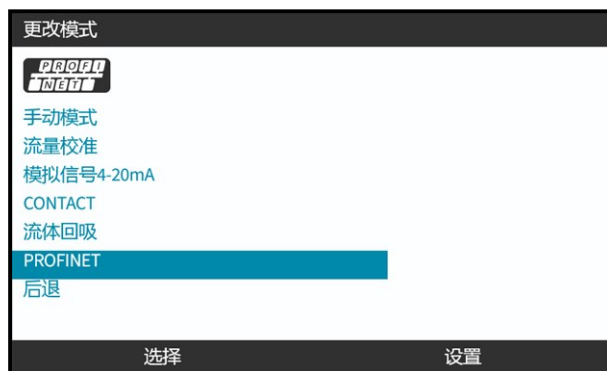 更改模式
PROFI
NET
手动模式
流量校准
模拟信号4-20mA
CONTACT
流体回吸
PROFINET
后退
选择 设置